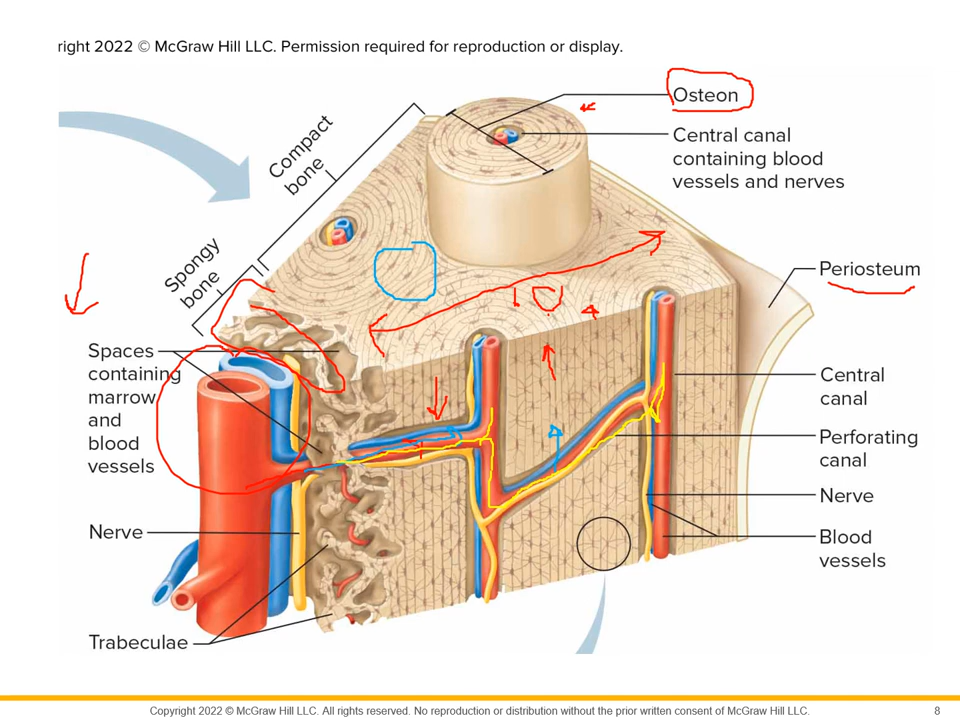 right 2022 © McGraw Hill LLC. Permission required for reproduction or display.
Osteon
Central canal
containing blood
vessels and nerves
Compact
bone
Spongy
bone
Periosteum
Spaces
containing
marrow
and
blood
vessels
Central
canal
Perforating
canal
Nerve
Nerve
Blood
vessels
Trabeculae
Copyright 2022 © McGraw Hill LLC. All rights reserved. No reproduction or distribution without the prior written consent of McGraw Hill LLC.
8